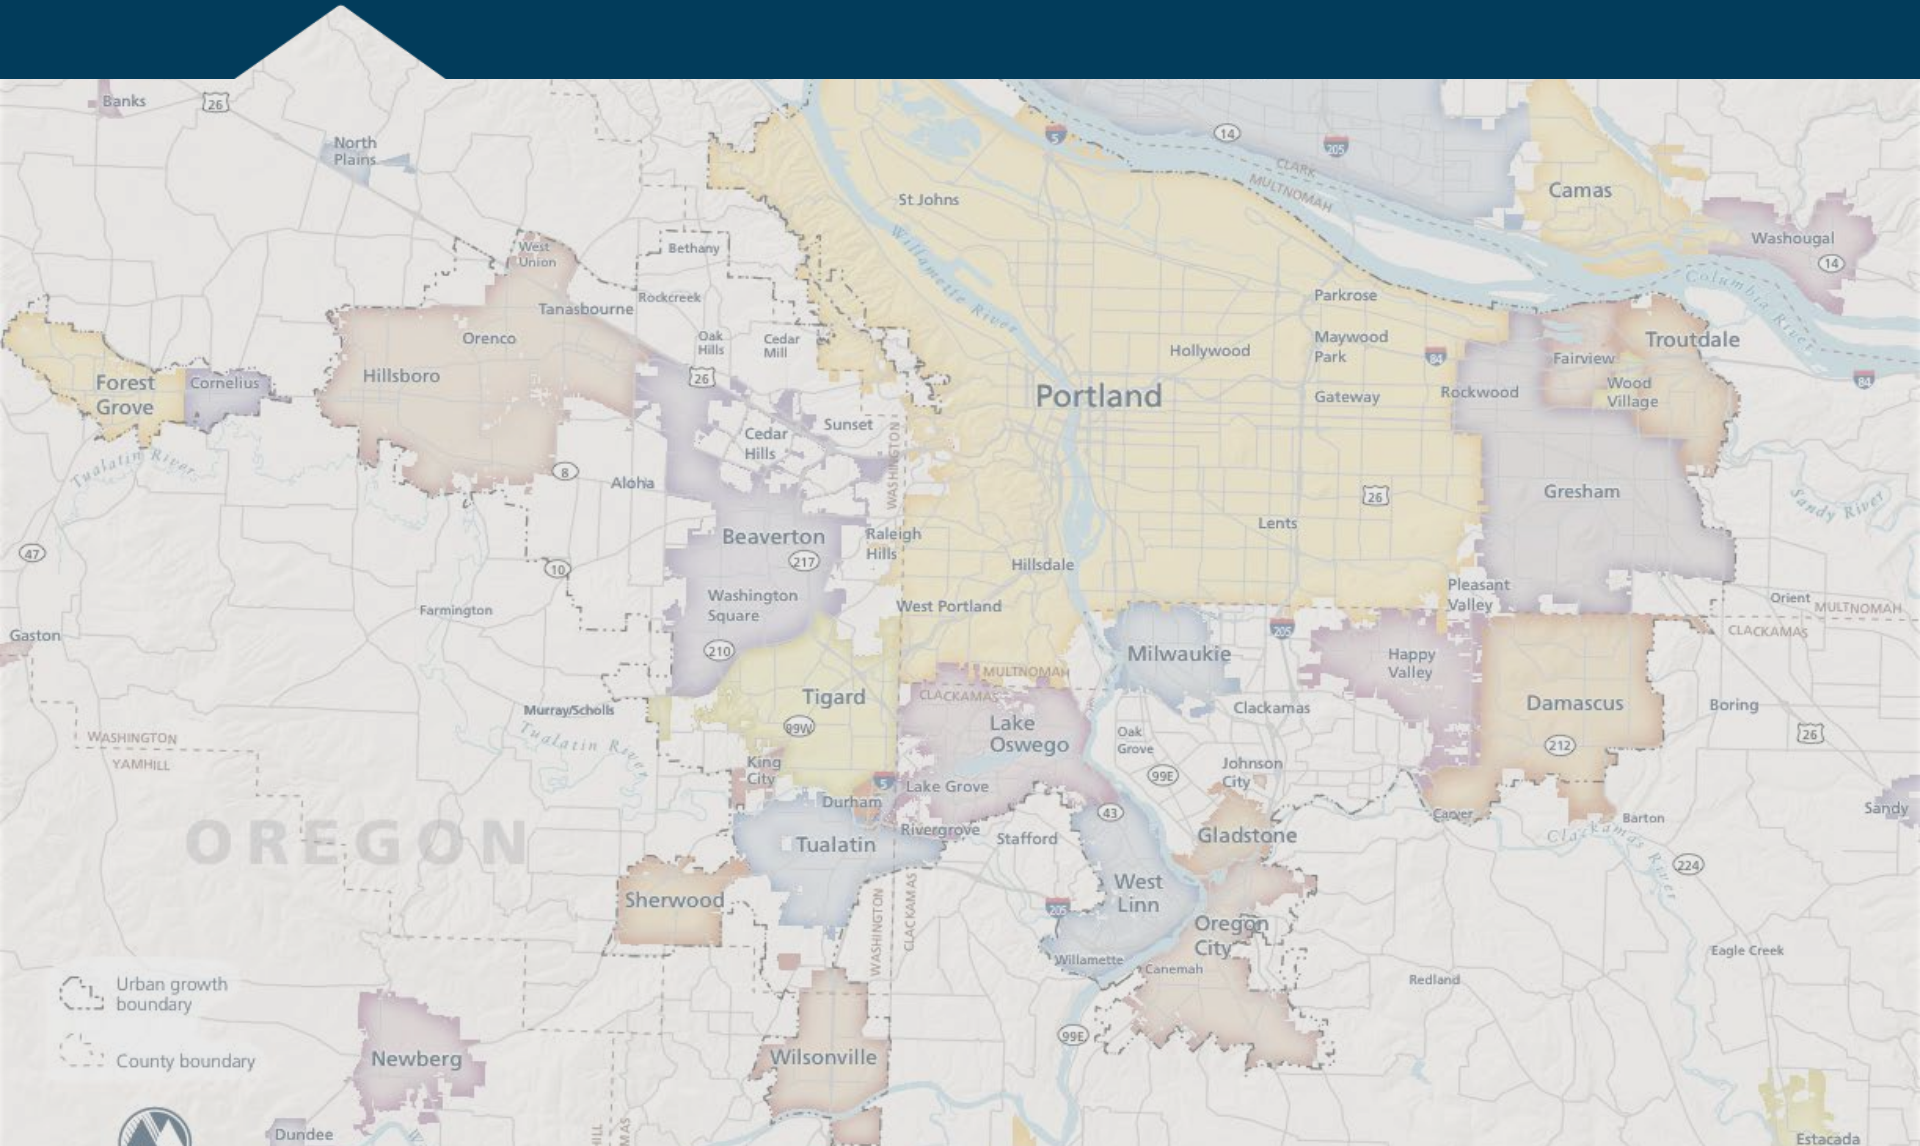 Banks
26
North
Plains
5
14
205
CLARK
MULTNOMAH
Camas
St Johns
Washougal
14
West
Union
Bethany
Willamette River
Columbia River
Rockcreek
Tanasbourne
Parkrose
Orenco
Oak
Hills
Cedar
Mill
Maywood
Park
Troutdale
Hollywood
84
Fairview
Forest
Grove
Cornelius
Hillsboro
26
Portland
Gateway
Rockwood
Wood
Village
84
Sunset
Cedar
Hills
WASHINGTON
Tualatin River
8
Aloha
26
Gresham
Sandy River
Beaverton
217
Raleigh
Hills
Lents
47
10
Hillsdale
Farmington
Washington
Square
West Portland
Pleasant
Valley
Orient
MULTNOMAH
CLACKAMAS
Gaston
210
205
Milwaukie
Happy
Valley
MULTNOMAH
CLACKAMAS
Tigard
99W
Murray/Scholls
Tualatin River
Lake
Oswego
Clackamas
Damascus
212
Boring
26
WASHINGTON
YAMHILL
Oak
Grove
99E
King
City
5
Johnson
City
Lake Grove
Durham
43
Carver
Barton
Sandy
OREGON
Tualatin
Rivergrove
Stafford
Gladstone
Clackamas River
224
Sherwood
West
Linn
205
WASHINGTON
CLACKAMAS
Oregon
City
Willamette
Canemah
Eagle Creek
Redland
Urban growth
boundary
99E
County boundary
Newberg
Wilsonville
Dundee
Estacada